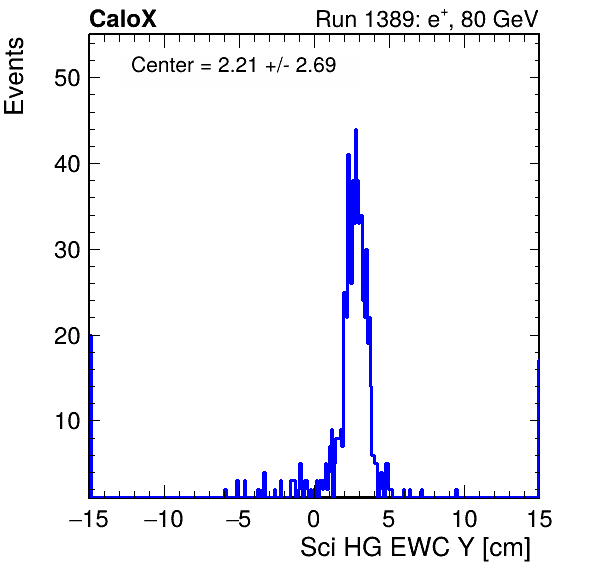 CaloX Run 1389: e⁺, 80 GeV
Center = 2.21 +/- 2.69
Events
50
40
30
20
10
−15 −10 −5 0 5 10 15
Sci HG EWC Y [cm]